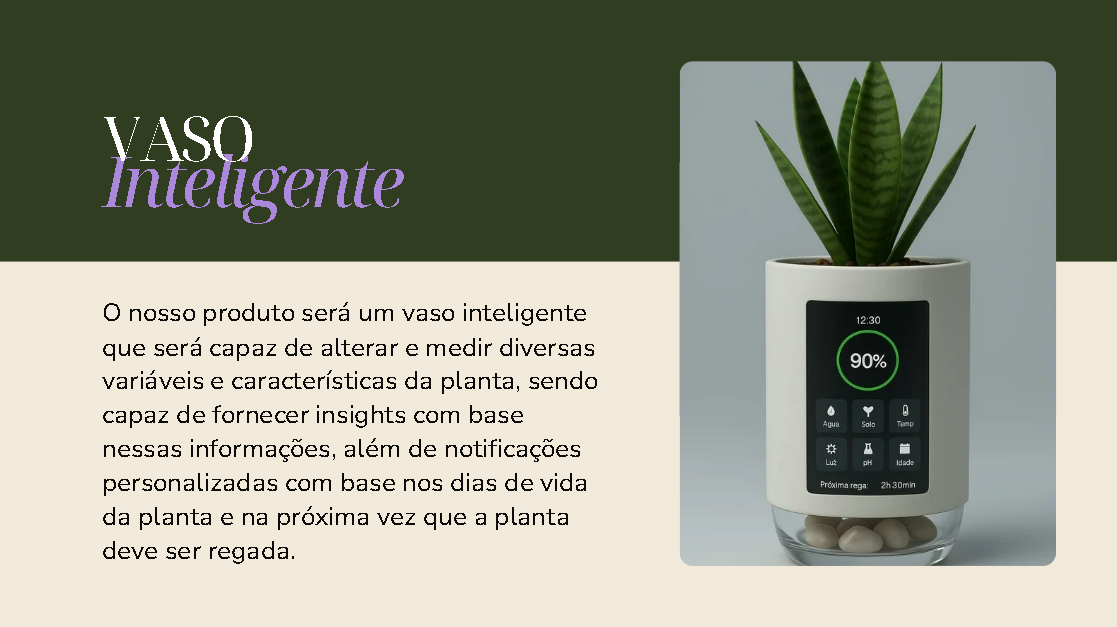 VASO
Inteligente
O nosso produto será um vaso inteligente
que será capaz de alterar e medir diversas
variáveis e características da planta, sendo
capaz de fornecer insights com base
nessas informações, além de notificações
personalizadas com base nos dias de vida
da planta e na próxima vez que a planta
deve ser regada.
12:30
90%
Agua Solo Temp
Luz pH Idade
Próxima rega: 2h 30min